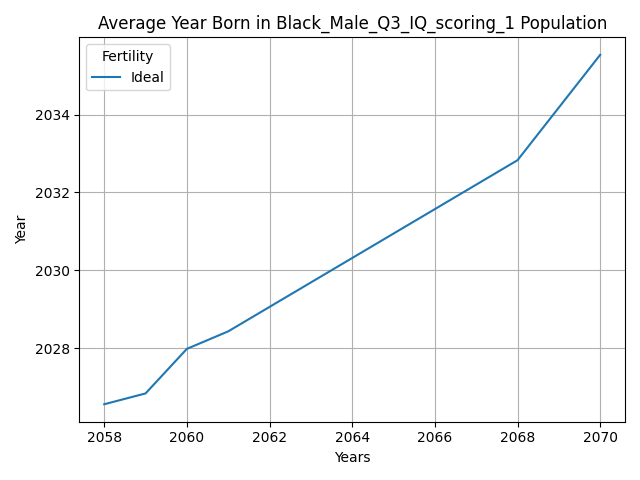 Average Year Born in Black_Male_Q3_IQ_scoring_1 Population
Fertility
Ideal
2034
2032
2030
2028
Year
2058 2060 2062 2064 2066 2068 2070
Years